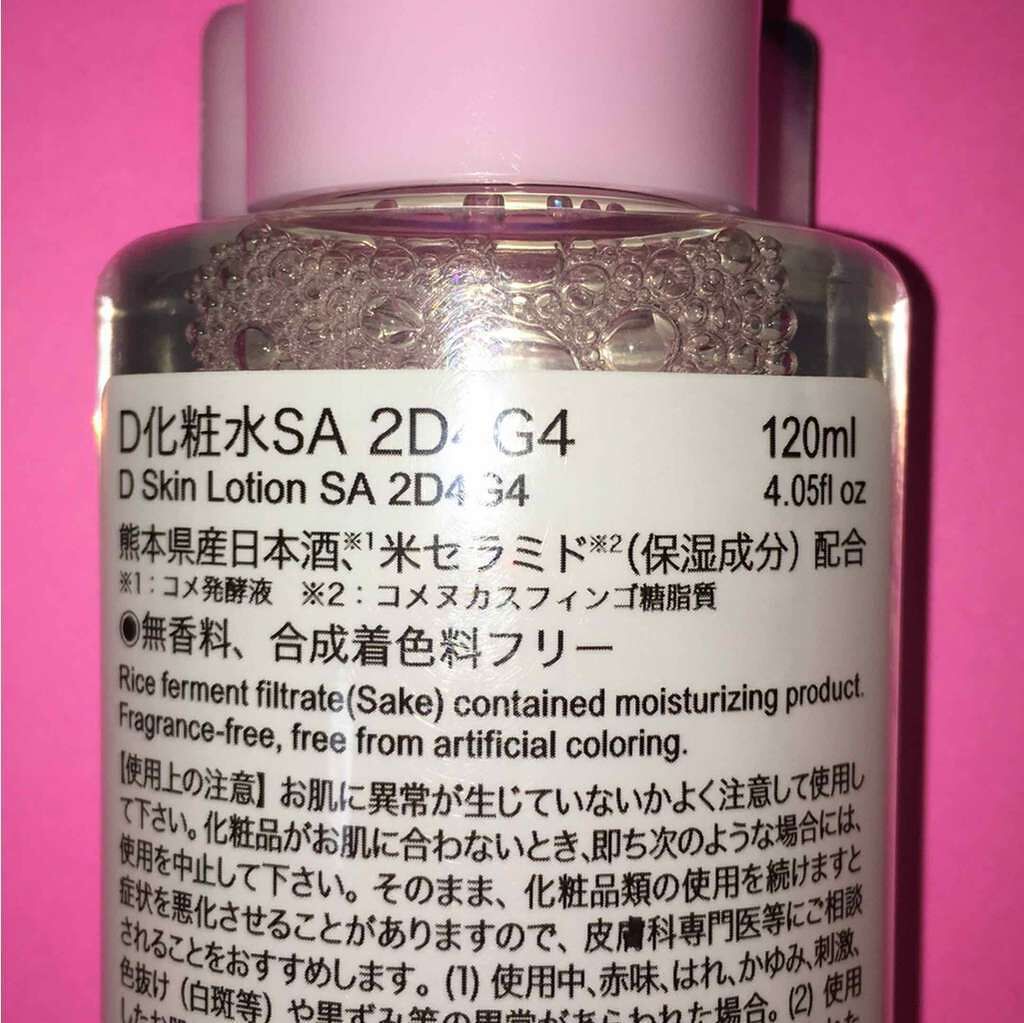 D化粧水SA 2D4G4 120ml
D Skin Lotion SA 2D4G4 4.05fl oz
熊本県産日本酒、※1米セラミド※2(保湿成分) 配合
※1：コメ発酵液 ※2：コメヌカスフィンゴ糖脂質
◉無香料、合成着色料フリー
Rice ferment filtrate(Sake) contained moisturizing product.
Fragrance-free, free from artificial coloring.
【使用上の注意】お肌に異常が生じていないかよく注意して使用し
て下さい。化粧品がお肌に合わないとき、即ち次のような場合には、
使用を中止して下さい。そのまま、化粧品類の使用を続けますと
症状を悪化させることがありますので、皮膚科専門医等にご相談
されることをおすすめします。(1) 使用中、赤味、はれ、かゆみ、刺激、
色抜け (白斑等) や黒ずみ等の異常があらわれた場合。(2) 使用